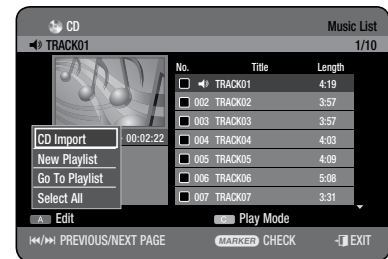 CD Music List
TRACK01 1/10
No. Title Length
TRACK01 4:19
002 TRACK02 3:57
003 TRACK03 3:57
00:02:22
004 TRACK04 4:03
005 TRACK05 4:09
006 TRACK06 5:08
007 TRACK07 3:31
CD Import
New Playlist
Go To Playlist
Select All
A Edit C Play Mode
PREVIOUS/NEXT PAGE MARKER CHECK EXIT